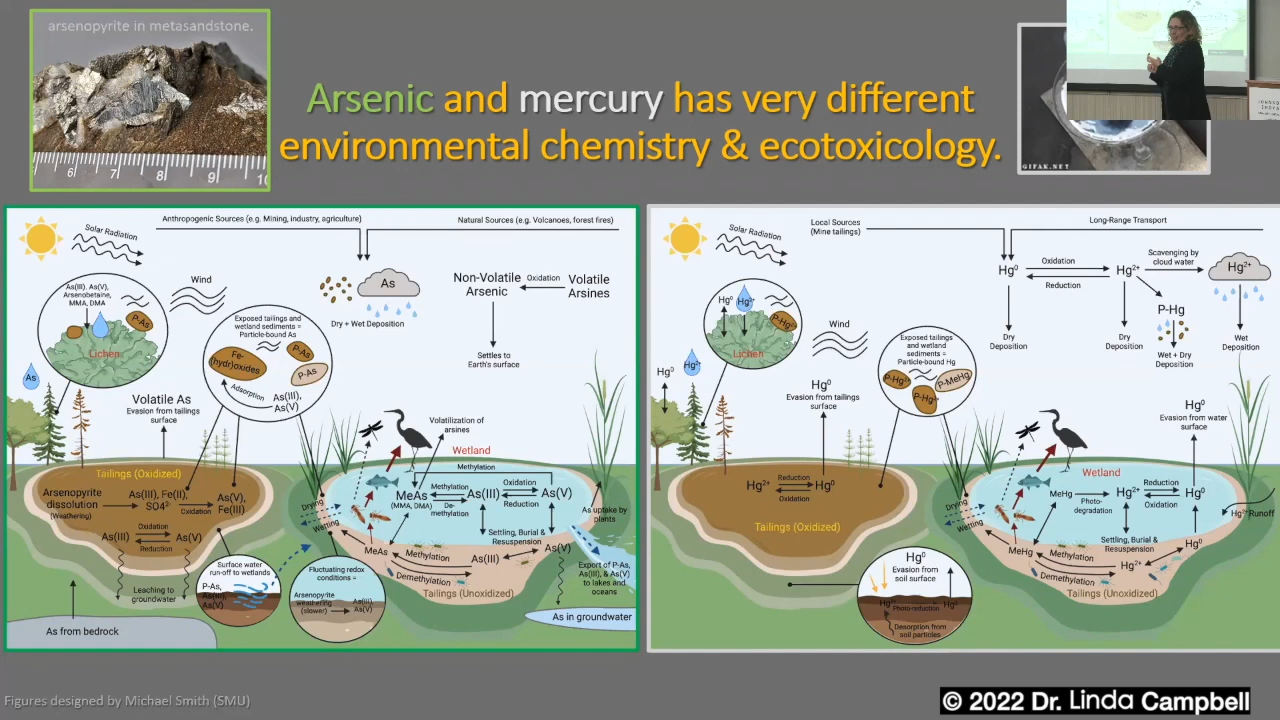 arsenopyrite in metasandstone.
6 7 8 9 10
Arsenic and mercury has very different
environmental chemistry & ecotoxicology.
GIFAK.NET
Anthropogenic Sources (e.g. Mining, industry, agriculture)
Natural Sources (e.g. Volcanoes, forest fires)
Solar Radiation
As(III). As(V),
Arsenobetaine,
MMA, DMA
P-As
Lichen
As
Wind
As
Dry + Wet Deposition
Non-Volatile
Arsenic
Oxidation
Volatile
Arsines
Settles to
Earth's surface
Exposed tailings and
wetland sediments =
Particle-bound As
Fe-
(hydr)oxides
P-As
P-As
Adsorption
As(III),
As(V)
Volatile As
Evasion from tailings
surface
Volatilization of
arsines
Wetland
Tailings (Oxidized)
Arsenopyrite
dissolution
(Weathering)
As(III), Fe(II),
SO4²⁻
Oxidation
As(V),
Fe(III)
As(III)
Oxidation
Reduction
As(V)
Leaching to
groundwater
As from bedrock
Surface water
run-off to wetlands
P-As,
As(III),
As(V)
Fluctuating redox
conditions =
Arsenopyrite
weathering
(slower)
As(III),
As(V)
Drying
Wetting
Methylation
MeAs
(MMA, DMA)
Methylation
De-
methylation
As(III)
Oxidation
Reduction
As(V)
Settling, Burial &
Resuspension
MeAs
Methylation
Demethylation
As(III)
As(V)
Tailings (Unoxidized)
As uptake by
plants
Export of P-As,
As(III), & As(V)
to lakes and
oceans
As in groundwater
Local Sources
(Mine tailings)
Long-Range Transport
Solar Radiation
Hg⁰
Oxidation
Reduction
Hg²⁺
Scavenging by
cloud water
Hg²⁺
P-Hg
Dry
Deposition
Dry
Deposition
Wet + Dry
Deposition
Wet
Deposition
Hg⁰
Hg²⁺
P-Hg
Lichen
Hg⁰
Hg²⁺
Wind
Exposed tailings
and wetland
sediments =
Particle-bound Hg
P-Hg²⁺
P-MeHg
P-Hg⁰
Hg⁰
Evasion from tailings
surface
Hg⁰
Evasion from water
surface
Wetland
Hg²⁺
Reduction
Oxidation
Hg⁰
Tailings (Oxidized)
Drying
Wetting
MeHg
Photo-
degradation
Hg²⁺
Reduction
Oxidation
Hg⁰
Hg²⁺ Runoff
Settling, Burial &
Resuspension
MeHg
Methylation
Demethylation
Hg²⁺
Hg⁰
Tailings (Unoxidized)
Hg⁰
Evasion from
soil surface
Hg²⁺
Photo-reduction
Hg⁰
Desorption from
soil particles
Figures designed by Michael Smith (SMU)
© 2022 Dr. Linda Campbell